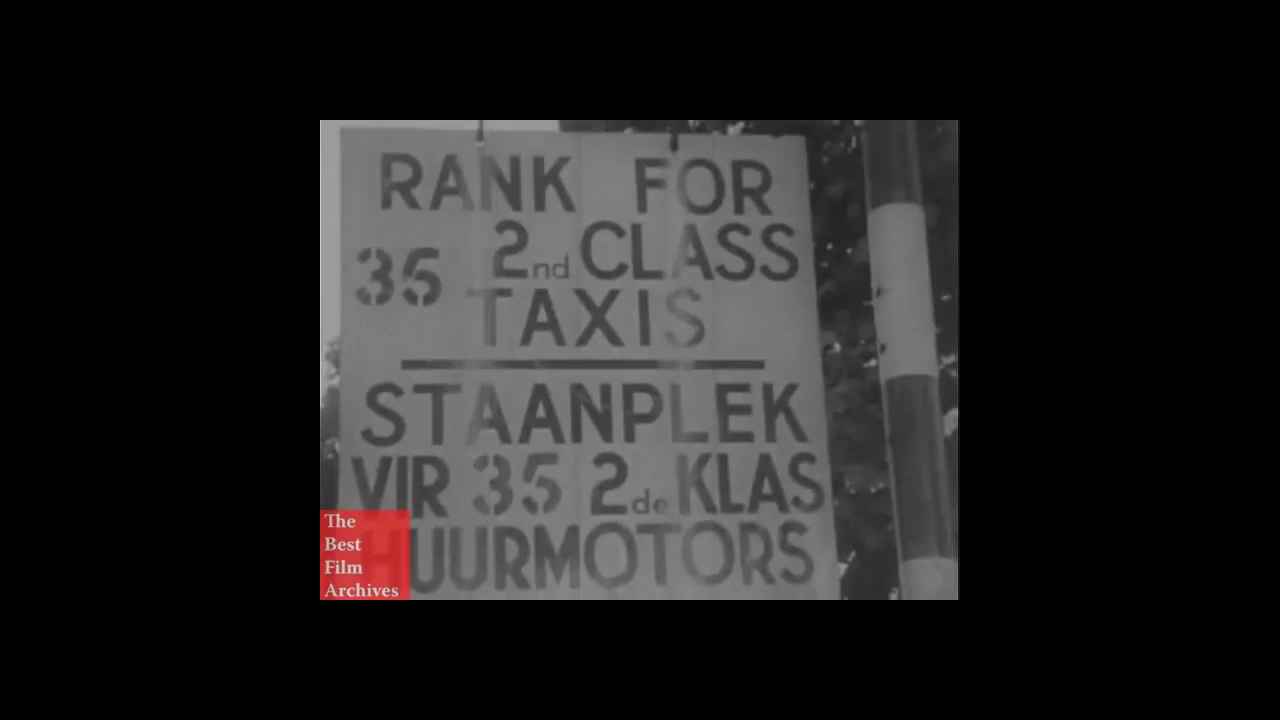 RANK FOR
35 2nd CLASS
TAXIS
STAANPLEK
VIR 35 2de KLAS
HUURMOTORS
The
Best
Film
Archives